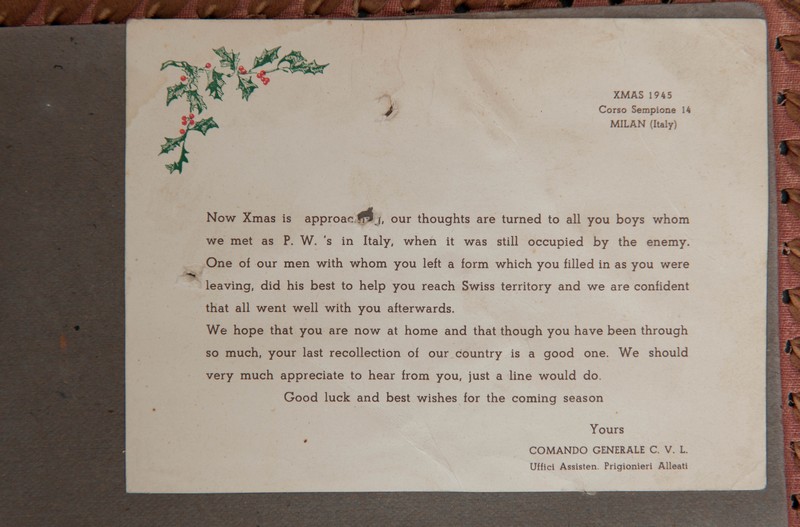 XMAS 1945
Corso Sempione 14
MILAN (Italy)
Now Xmas is , our thoughts are turned to all you boys whom
we met as P. W. 's in Italy, when it was still occupied by the enemy.
One of our men with whom you left a form which you filled in as you were
leaving, did his best to help you reach Swiss territory and we are confident
that all went well with you afterwards.
We hope that you are now at home and that though you have been through
so much, your last recollection of our country is a good one. We should
very much appreciate to hear from you, just a line would do.
Good luck and best wishes for the coming season
Yours
COMANDO GENERALE C. V. L.
Uffici Assisten. Prigionieri Alleati